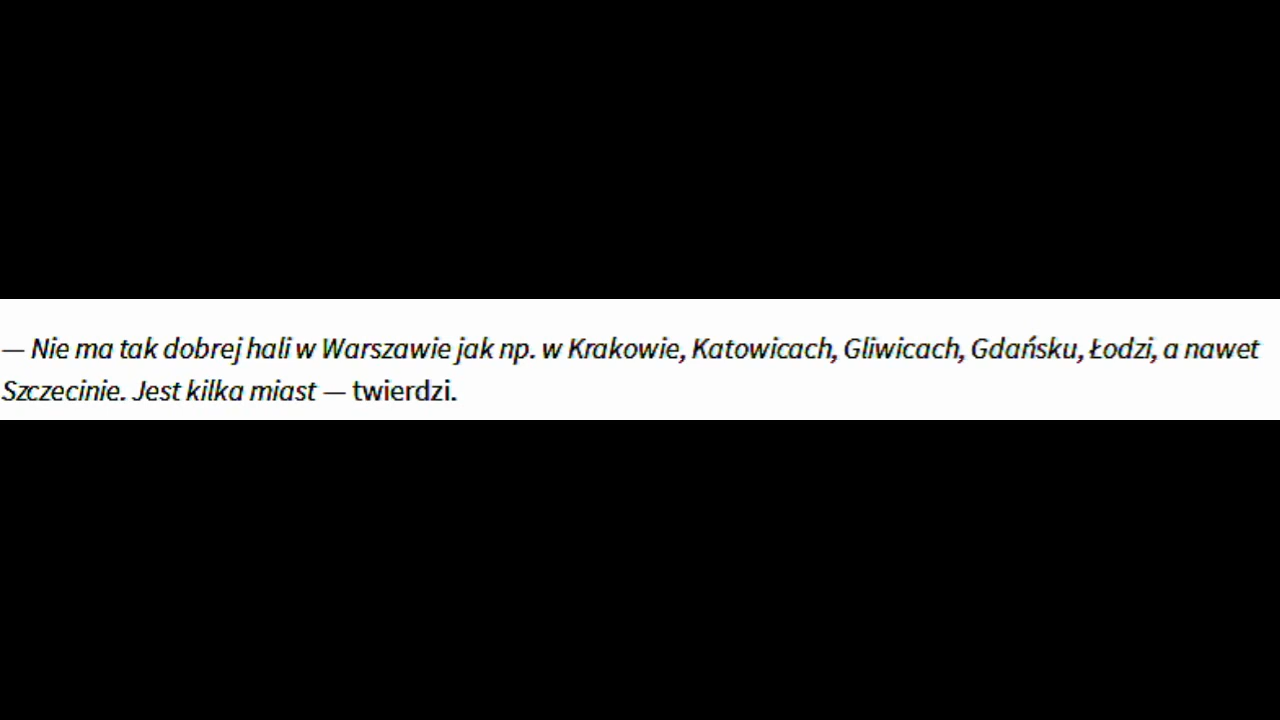 — Nie ma tak dobrej hali w Warszawie jak np. w Krakowie, Katowicach, Gliwicach, Gdańsku, Łodzi, a nawet
Szczecinie. Jest kilka miast — twierdzi.